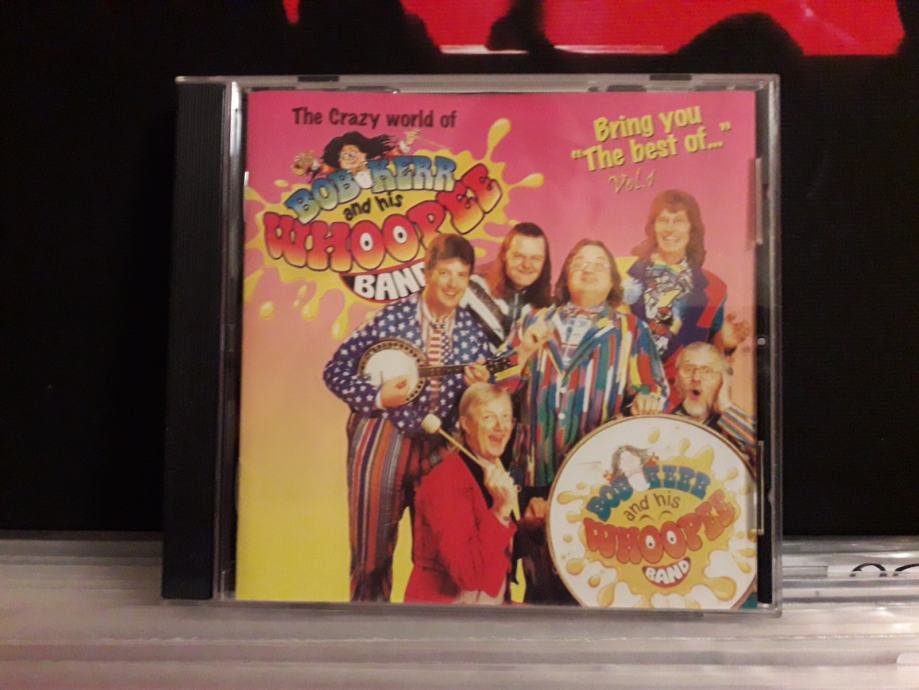 The Crazy world of
BOB KERR
and his
WHOOPEE
BAND
Bring you
"The best of..."
Vol.1
BOB KERR
and his
WHOOPEE
BAND